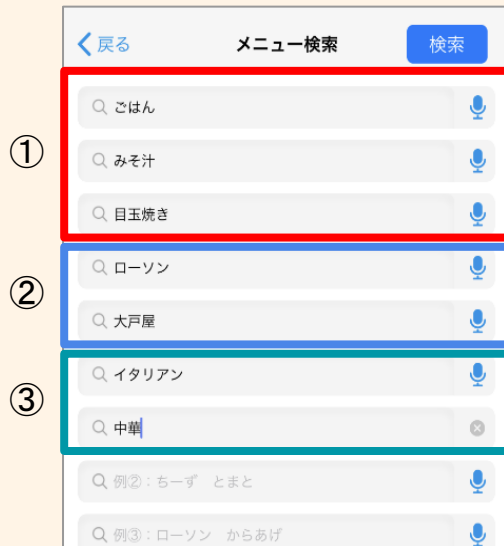 戻る メニュー検索 検索
① ごはん
みそ汁
目玉焼き
② ローソン
大戸屋
③ イタリアン
中華
例②：ちーず とまと
例③：ローソン からあげ